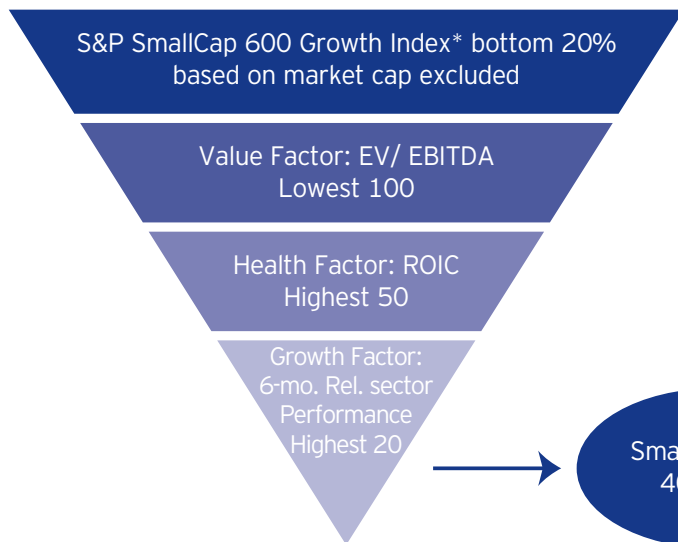 S&P SmallCap 600 Growth Index* bottom 20%
based on market cap excluded
Value Factor: EV/ EBITDA
Lowest 100
Health Factor: ROIC
Highest 50
Growth Factor:
6-mo. Rel. sector
Performance
Highest 20